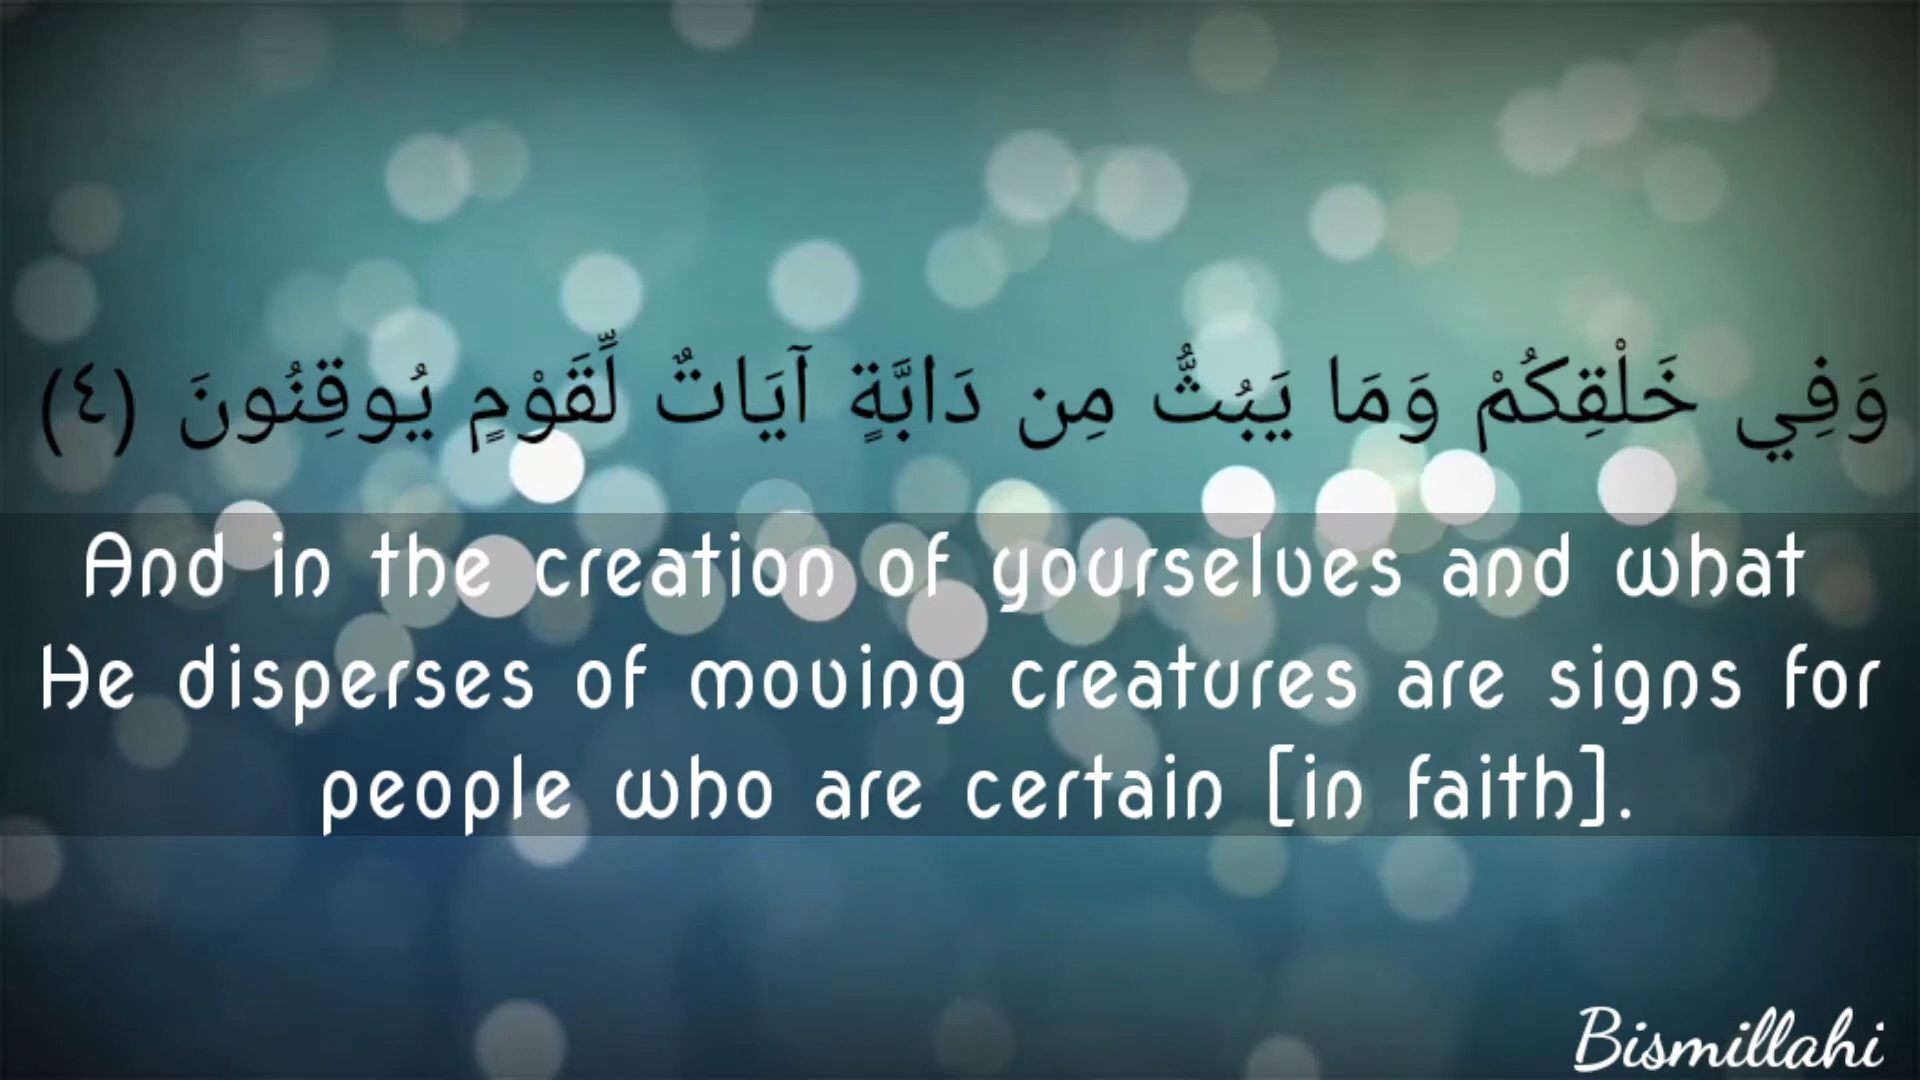 وَفِي خَلْقِكُمْ وَمَا يَبُثُّ مِن دَابَّةٍ آيَاتٌ لِّقَوْمٍ يُوقِنُونَ (٤)
And in the creation of yourselves and what
He disperses of moving creatures are signs for
people who are certain [in faith].
Bismillahi